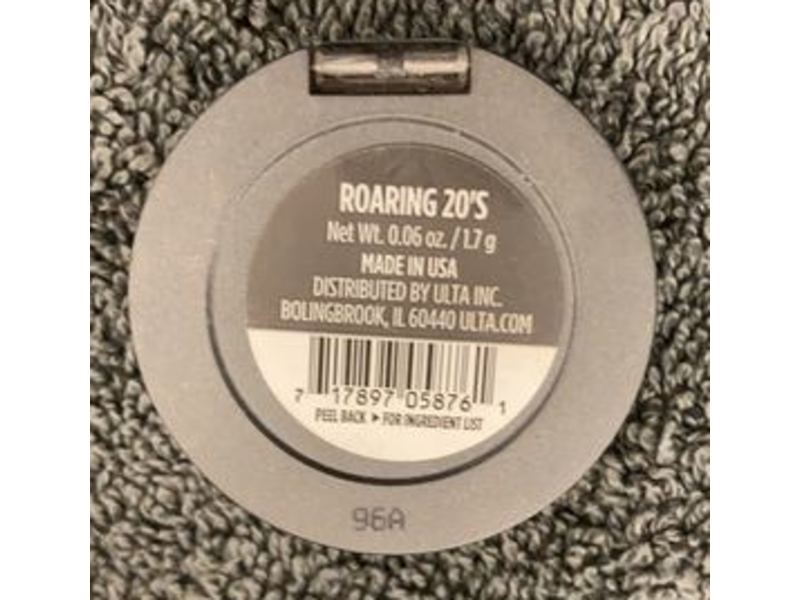 ROARING 20'S
Net Wt. 0.06 oz. / 1.7 g
MADE IN USA
DISTRIBUTED BY ULTA INC.
BOLINGBROOK, IL 60440 ULTA.COM
7 17897 05876 1
PEEL BACK ▶ FOR INGREDIENT LIST
96A